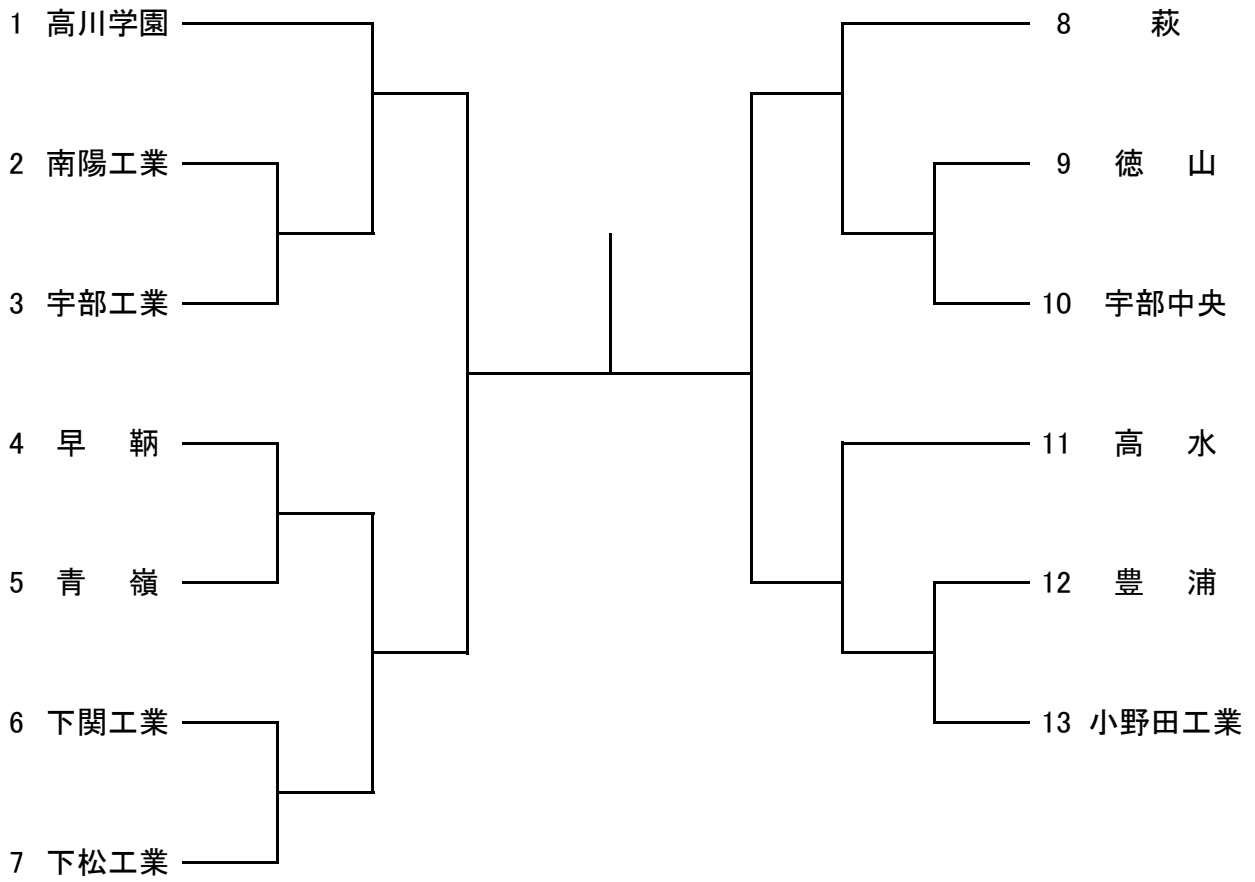 1 高川学園
2 南陽工業
3 宇部工業
4 早 鞆
5 青 嶺
6 下関工業
7 下松工業
8 萩
9 徳 山
10 宇部中央
11 高 水
12 豊 浦
13 小野田工業